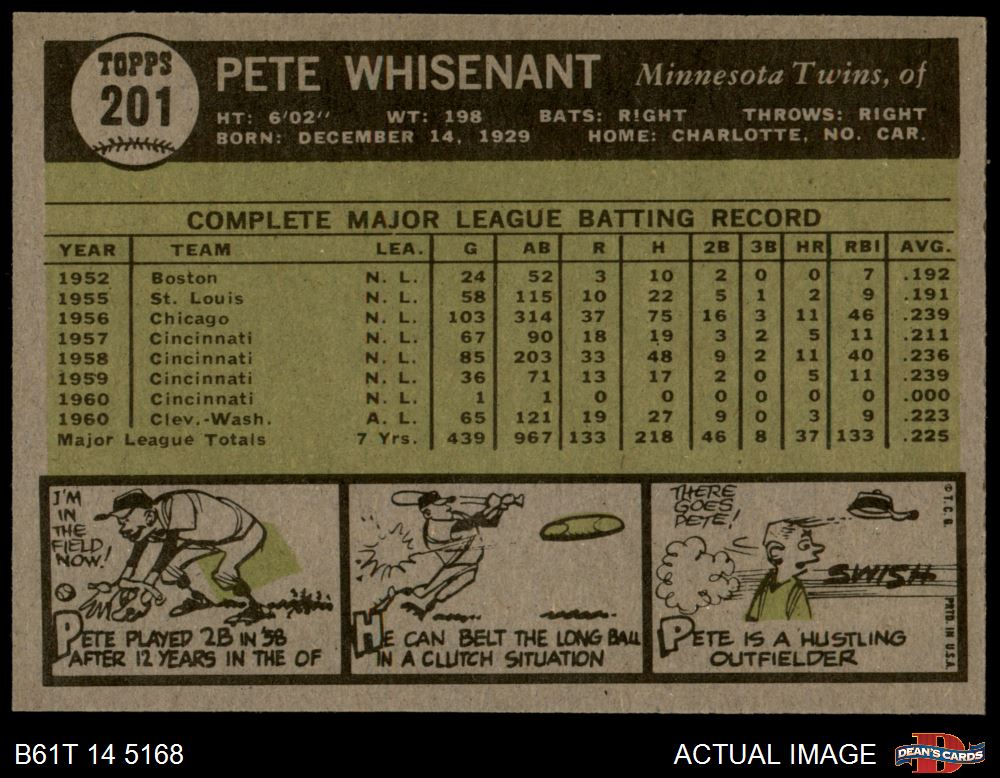 TOPPS
201
PETE WHISENANT Minnesota Twins, of
HT: 6'02" WT: 198 BATS: RIGHT THROWS: RIGHT
BORN: DECEMBER 14, 1929 HOME: CHARLOTTE, NO. CAR.
COMPLETE MAJOR LEAGUE BATTING RECORD
YEAR TEAM LEA. G AB R H 2B 3B HR RBI AVG.
1952 Boston N. L. 24 52 3 10 2 0 0 7 .192
1955 St. Louis N. L. 58 115 10 22 5 1 2 9 .191
1956 Chicago N. L. 103 314 37 75 16 3 11 46 .239
1957 Cincinnati N. L. 67 90 18 19 3 2 5 11 .211
1958 Cincinnati N. L. 85 203 33 48 9 2 11 40 .236
1959 Cincinnati N. L. 36 71 13 17 2 0 5 11 .239
1960 Cincinnati N. L. 1 1 0 0 0 0 0 0 .000
1960 Clev.-Wash. A. L. 65 121 19 27 9 0 3 9 .223
Major League Totals 7 Yrs. 439 967 133 218 46 8 37 133 .225
I'M
IN
THE
FIELD
NOW!
PETE PLAYED 2B IN '58
AFTER 12 YEARS IN THE OF
HE CAN BELT THE LONG BALL
IN A CLUTCH SITUATION
THERE
GOES
PETE!
SWISH
PETE IS A HUSTLING
OUTFIELDER
© T. C. G.
PRTD. IN U.S.A.
B61T 14 5168
ACTUAL IMAGE
D
DEAN'S CARDS